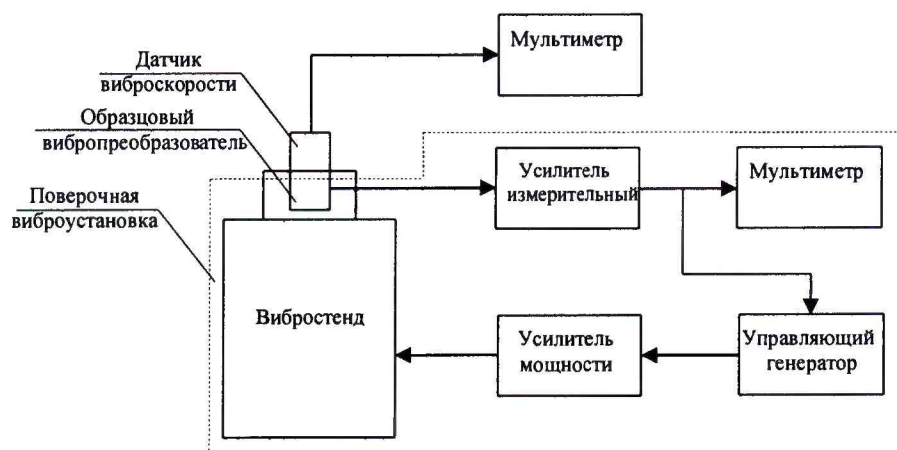 Мультиметр
Датчик
виброскорости
Образцовый
вибропреобразователь
Усилитель
измерительный
Мультиметр
Поверочная
виброустановка
Вибростенд
Усилитель
мощности
Управляющий
генератор